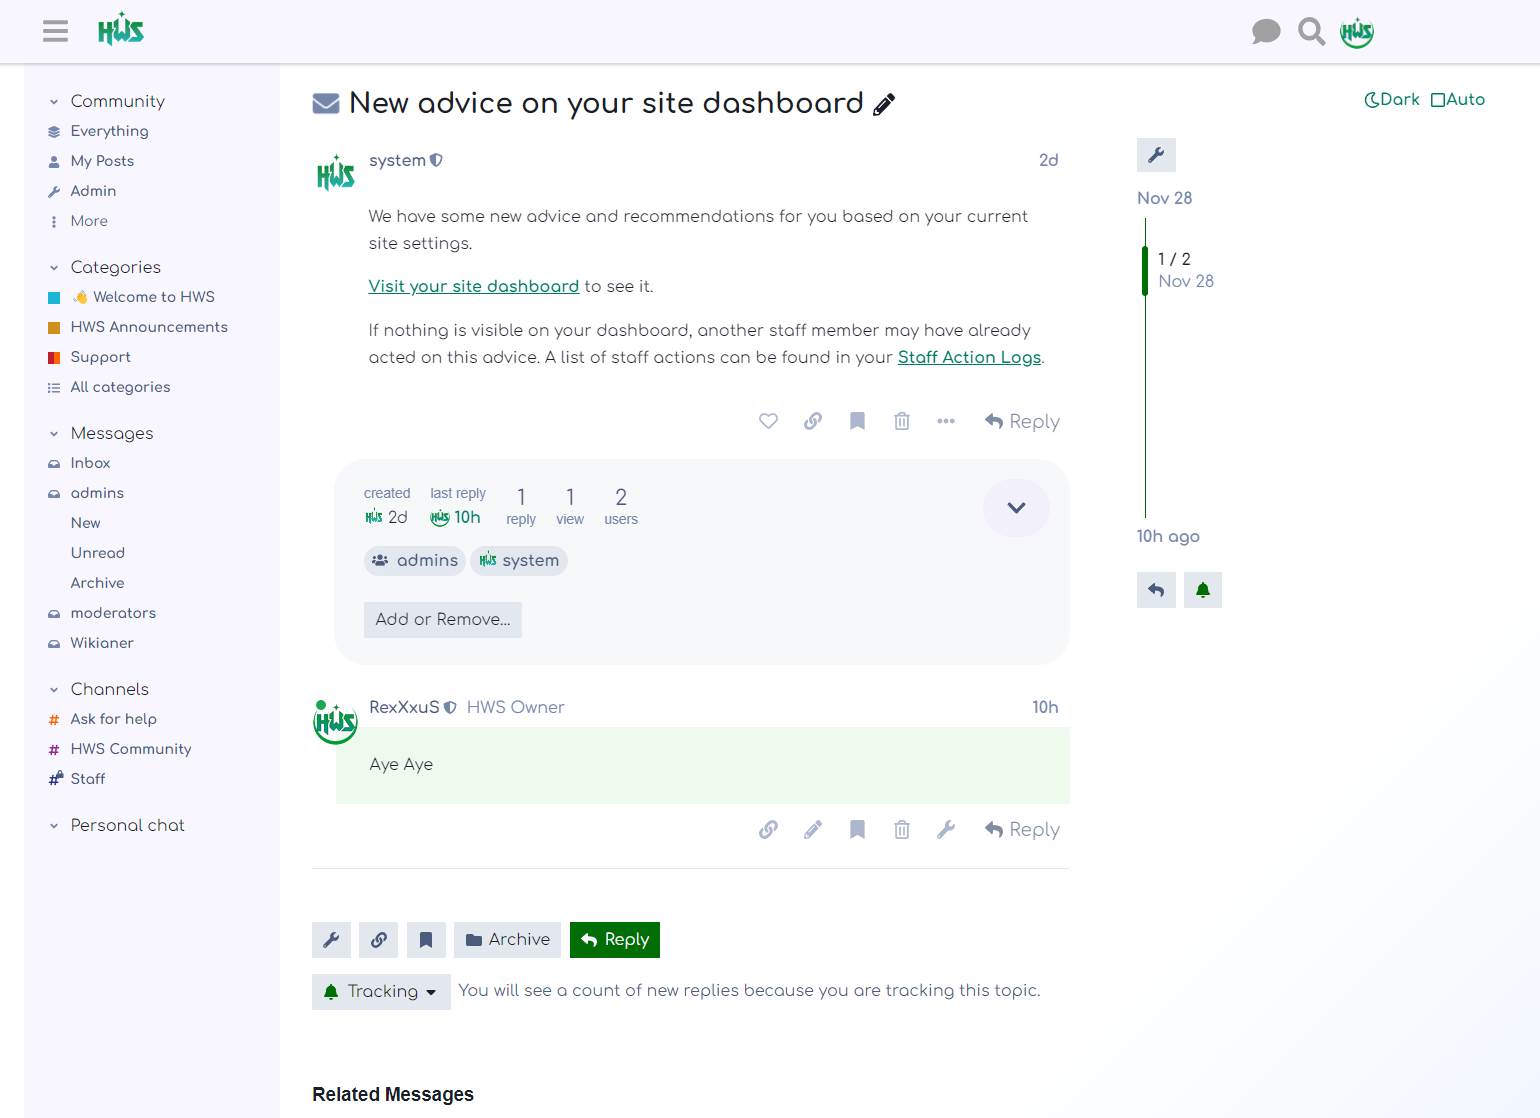 HWS
HWS
Community
Everything
My Posts
Admin
More
Categories
👋 Welcome to HWS
HWS Announcements
Support
All categories
Messages
Inbox
admins
New
Unread
Archive
moderators
Wikianer
Channels
# Ask for help
# HWS Community
# Staff
Personal chat
New advice on your site dashboard
Dark Auto
HWS
system 2d
We have some new advice and recommendations for you based on your current
site settings.
Visit your site dashboard to see it.
If nothing is visible on your dashboard, another staff member may have already
acted on this advice. A list of staff actions can be found in your Staff Action Logs.
Reply
created last reply 1 1 2
HWS 2d HWS 10h reply view users
admins HWS system
Add or Remove...
HWS
RexXxuS HWS Owner 10h
Aye Aye
Reply
Nov 28
1 / 2
Nov 28
10h ago
Archive Reply
Tracking You will see a count of new replies because you are tracking this topic.
Related Messages